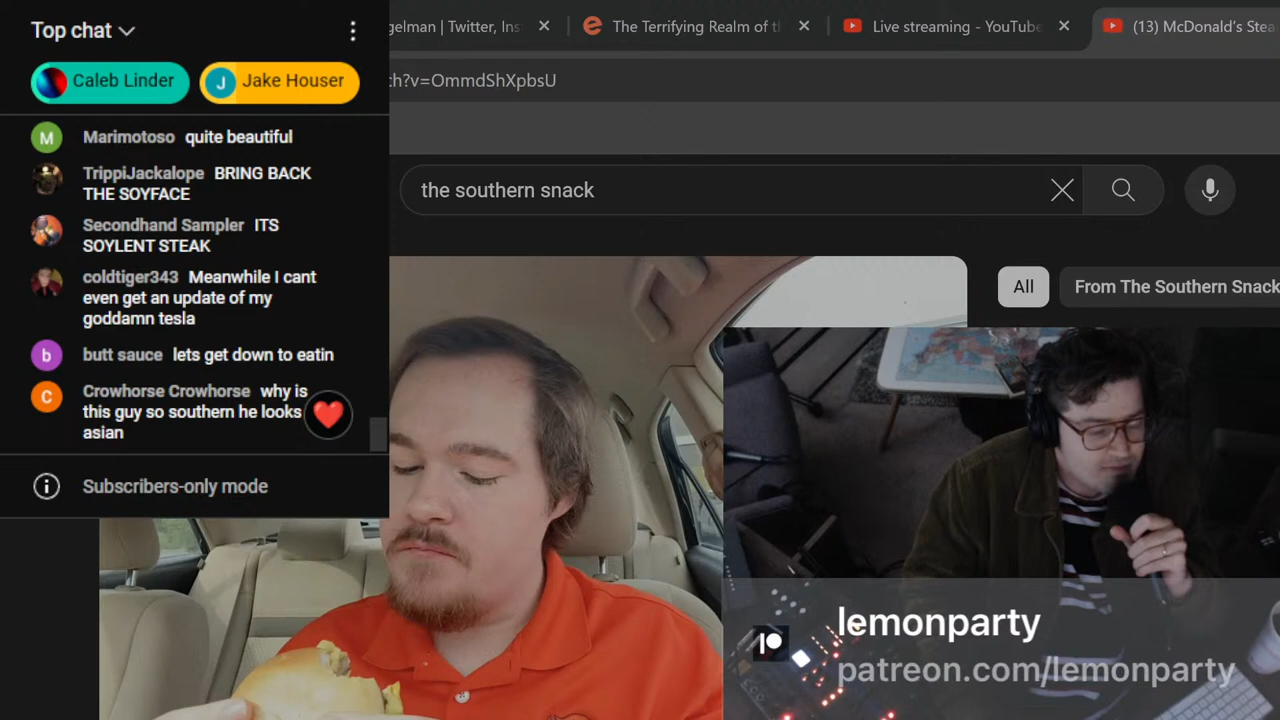 Top chat
Caleb Linder
J Jake Houser
M Marimotoso quite beautiful
TrippiJackalope BRING BACK
THE SOYFACE
Secondhand Sampler ITS
SOYLENT STEAK
coldtiger343 Meanwhile I cant
even get an update of my
goddamn tesla
b butt sauce lets get down to eatin
C Crowhorse Crowhorse why is
this guy so southern he looks
asian
Subscribers-only mode
gelman | Twitter, Ins
The Terrifying Realm of t
Live streaming - YouTube
(13) McDonald's Stea
ch?v=OmmdShXpbsU
the southern snack
All
From The Southern Snack
lemonparty
patreon.com/lemonparty